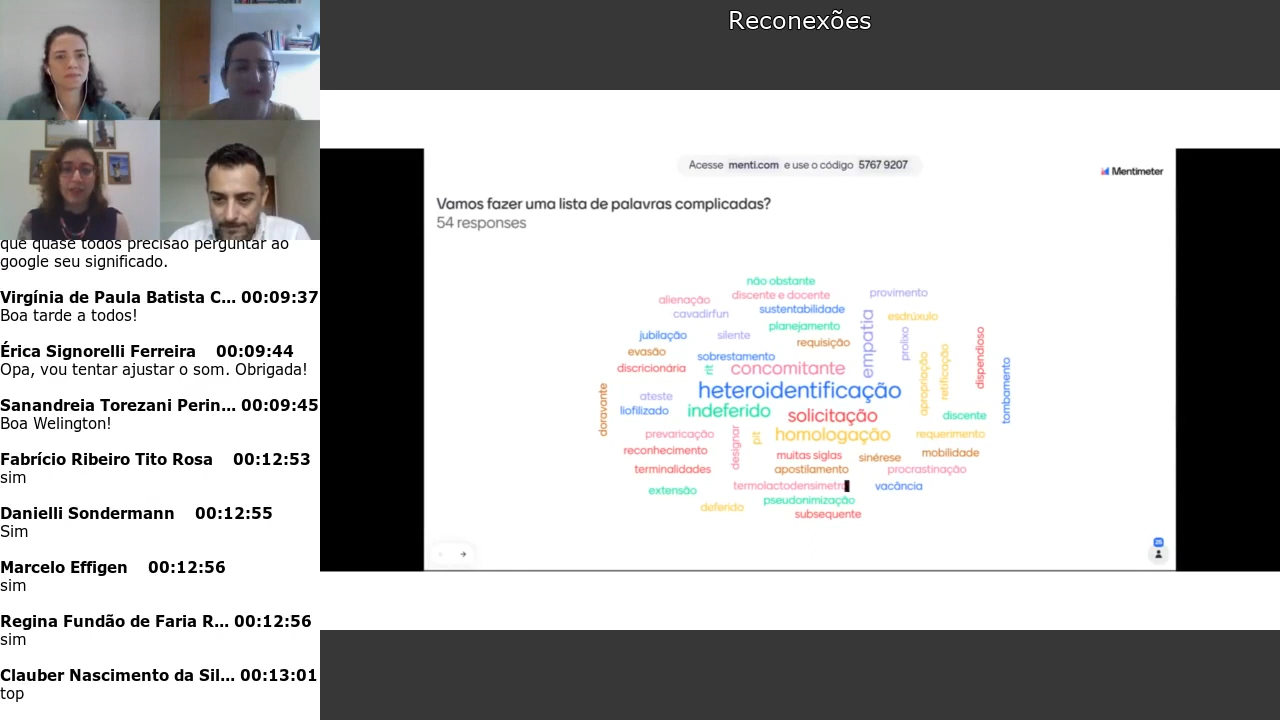 Reconexões
que quase todos precisão perguntar ao
google seu significado.
Virgínia de Paula Batista C... 00:09:37
Boa tarde a todos!
Érica Signorelli Ferreira 00:09:44
Opa, vou tentar ajustar o som. Obrigada!
Sanandreia Torezani Perin... 00:09:45
Boa Welington!
Fabrício Ribeiro Tito Rosa 00:12:53
sim
Danielli Sondermann 00:12:55
Sim
Marcelo Effigen 00:12:56
sim
Regina Fundão de Faria R... 00:12:56
sim
Clauber Nascimento da Sil... 00:13:01
top
Acesse menti.com e use o código 5767 9207
Mentimeter
Vamos fazer uma lista de palavras complicadas?
54 responses
não obstante
alienação
discente e docente
provimento
cavadirfun
sustentabilidade
esdrúxulo
planejamento
empatia
jubilação
silente
requisição
prolixo
evasão
sobrestamento
dispendioso
discricionária
rit
concomitante
retificação
apropriação
tombamento
heteroidentificação
doravante
ateste
liofilizado
indeferido
solicitação
discente
prevaricação
designar
pit
homologação
requerimento
reconhecimento
muitas siglas
sinérese
mobilidade
terminalidades
apostilamento
procrastinação
extensão
termolactodensimetro
vacância
pseudonimização
deferido
subsequente